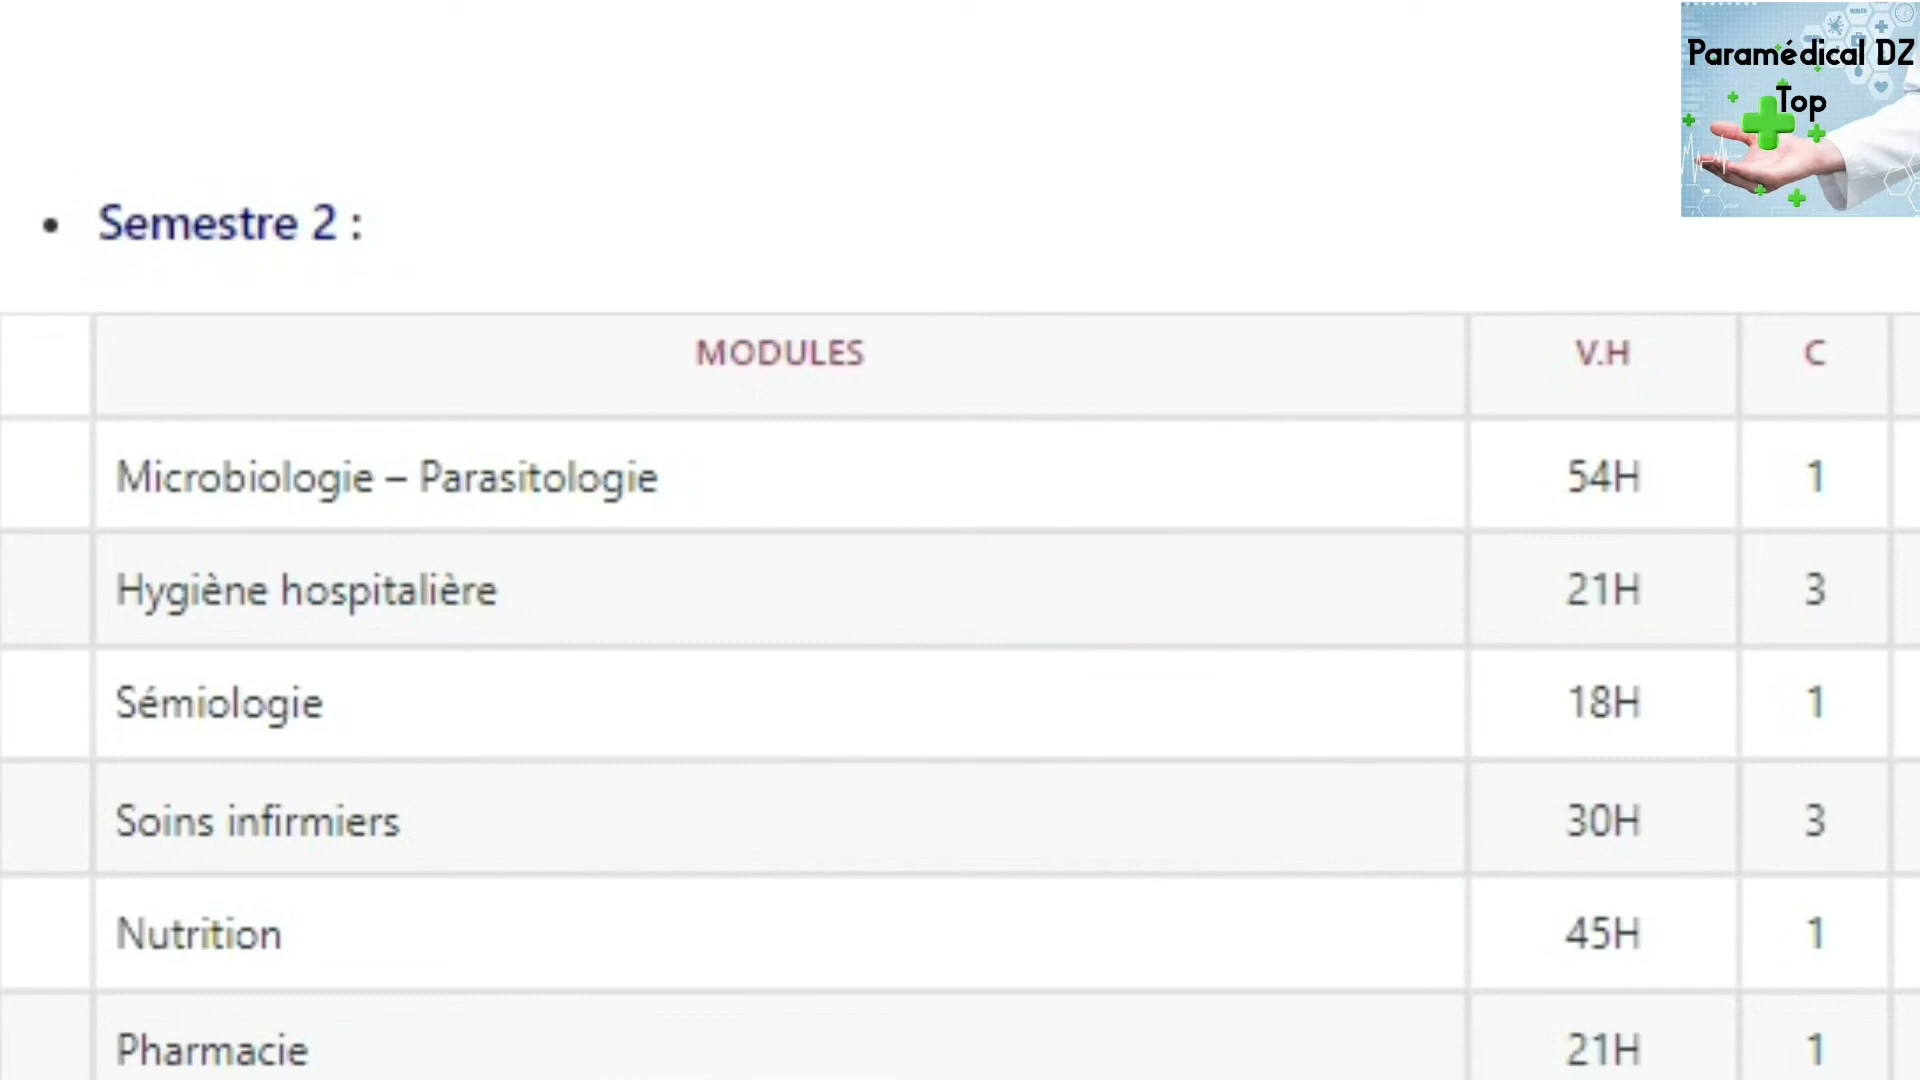 Paramédical DZ
Top
• Semestre 2 :
MODULES V.H C
Microbiologie – Parasitologie 54H 1
Hygiène hospitalière 21H 3
Sémiologie 18H 1
Soins infirmiers 30H 3
Nutrition 45H 1
Pharmacie 21H 1